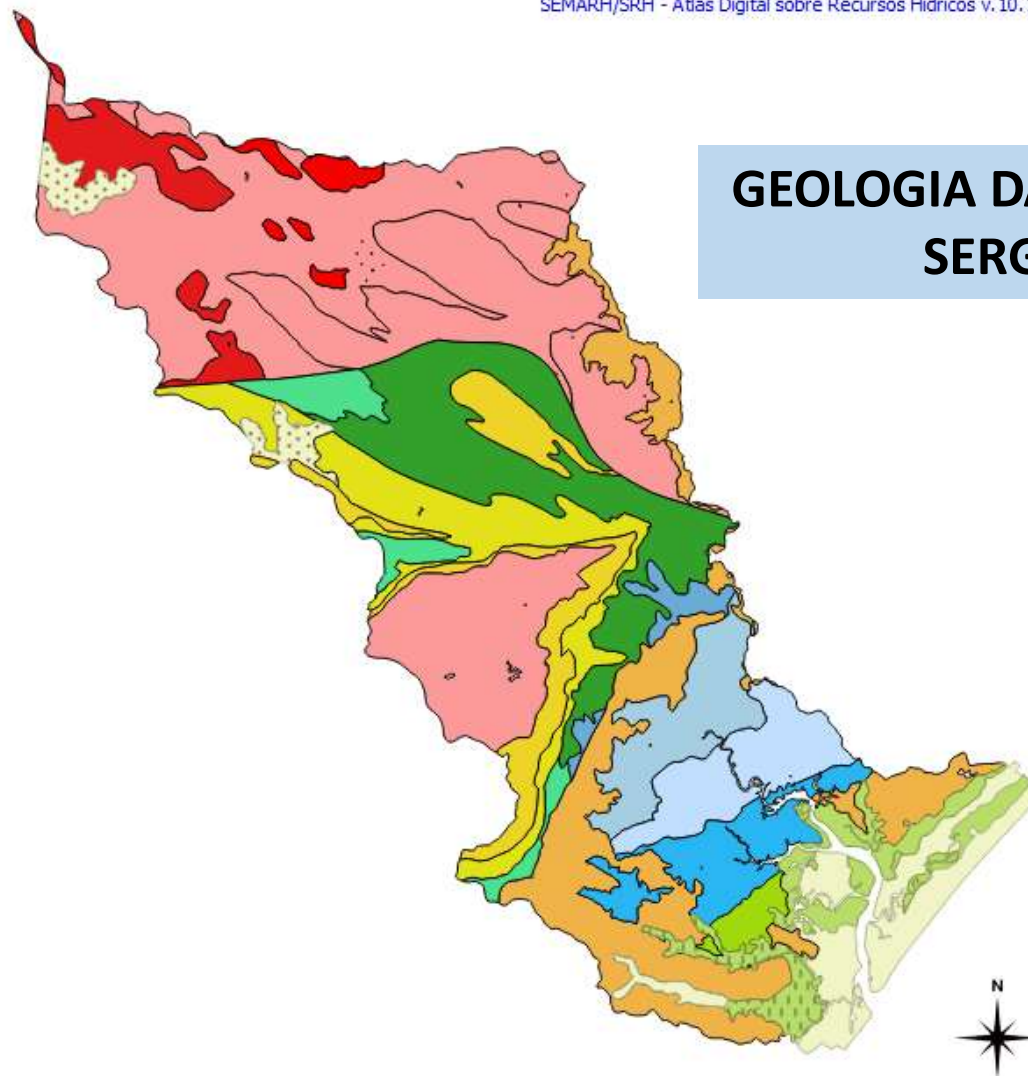 SEMARH/SRH - Atlas Digital sobre Recursos Hídricos v. 10.
GEOLOGIA DA
SERG
N